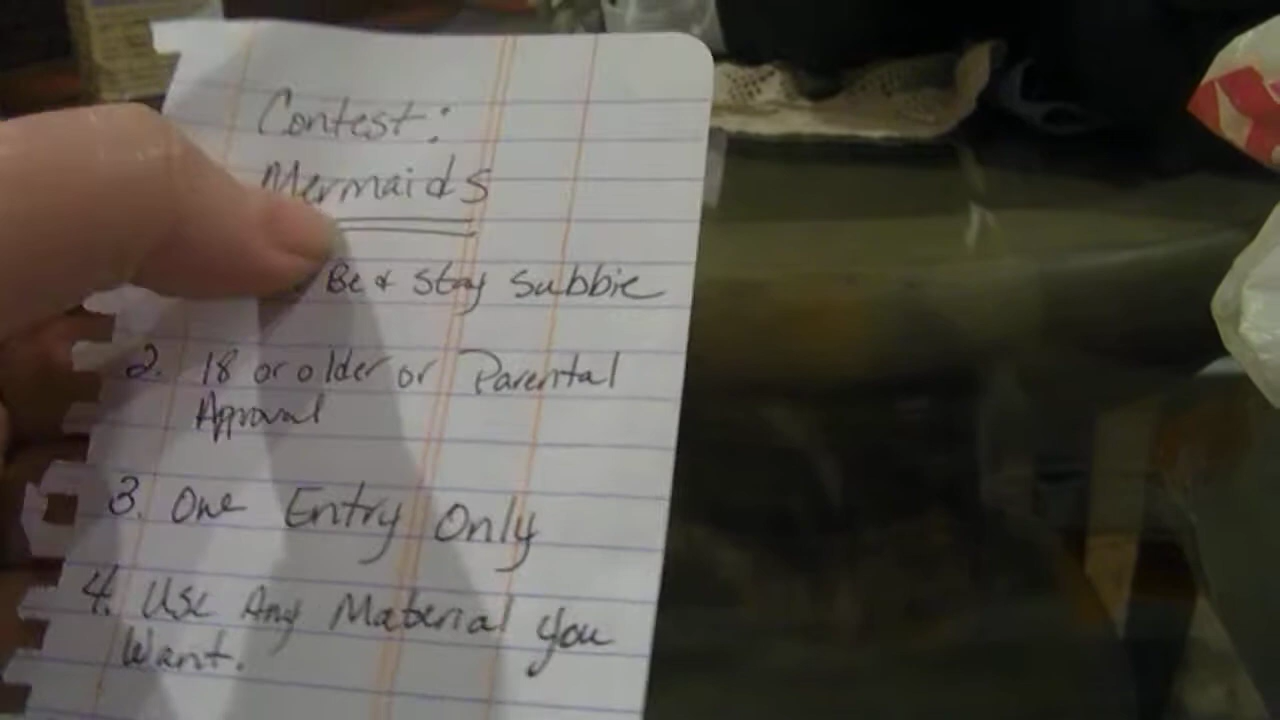 Contest:
Mermaids
Be & stay subbie
2. 18 or older or Parental
Approval
3. One Entry Only
4. Use Any Material you
Want.